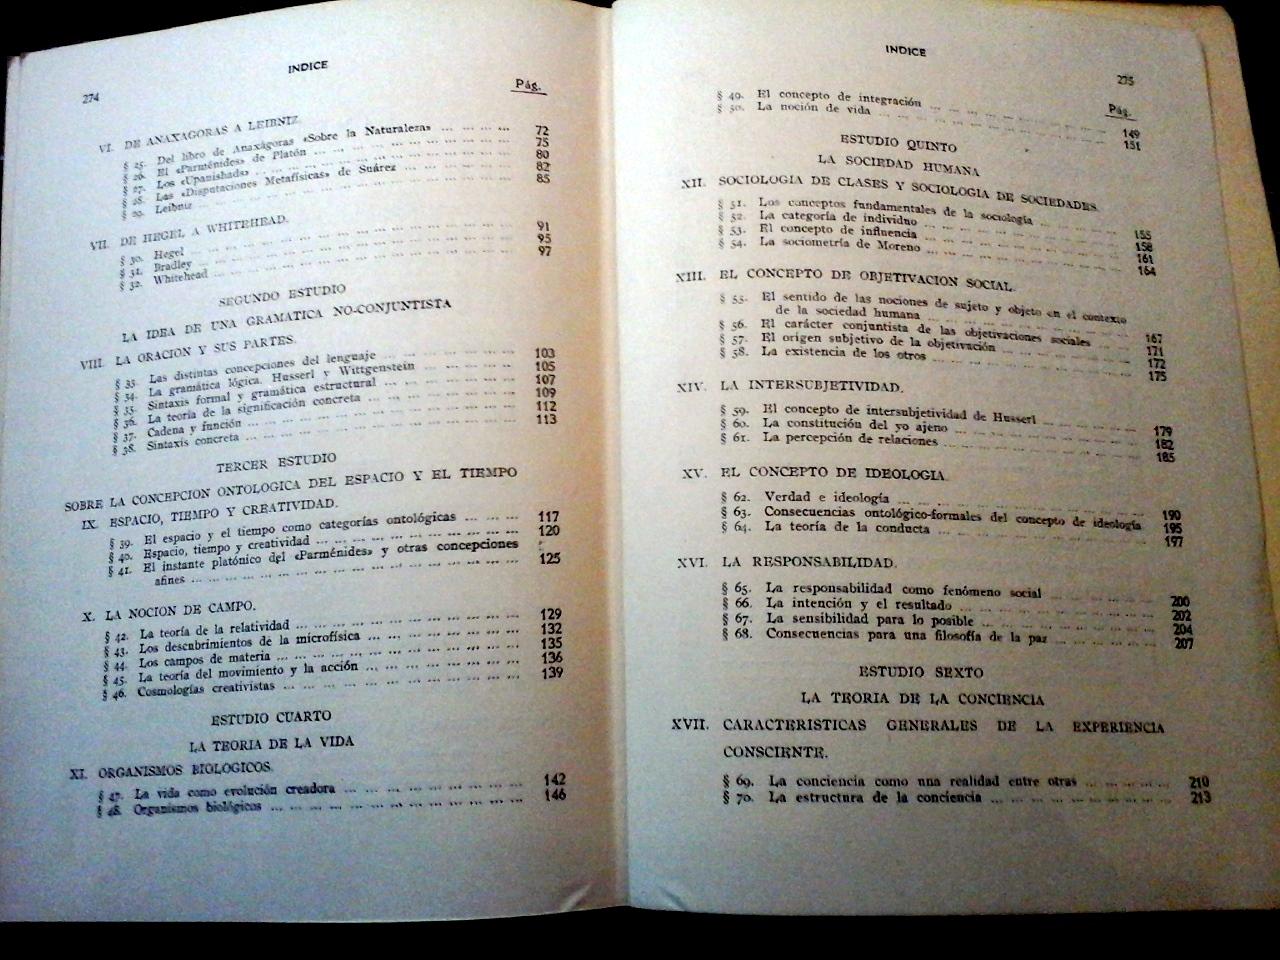 274
INDICE
Pág.
VI. DE ANAXAGORAS A LEIBNIZ
§ 25. Del libro de Anaxágoras «Sobre la Naturaleza» ... ... ... ... 72
§ 26. El «Parménides» de Platón ... ... ... ... 75
§ 27. Los «Upanishads» ... ... ... ... 80
§ 28. Las «Disputaciones Metafísicas» de Suárez ... ... ... ... 82
§ 29. Leibniz ... ... ... ... 85
VII. DE HEGEL A WHITEHEAD.
§ 30. Hegel ... ... ... ... 91
§ 31. Bradley ... ... ... ... 95
§ 32. Whitehead ... ... ... ... 97
SEGUNDO ESTUDIO
LA IDEA DE UNA GRAMATICA NO-CONJUNTISTA
VIII. LA ORACION Y SUS PARTES.
§ 33. Las distintas concepciones del lenguaje ... ... ... ... 103
§ 34. La gramática lógica. Husserl y Wittgenstein ... ... ... ... 105
§ 35. Sintaxis formal y gramática estructural ... ... ... ... 107
§ 36. La teoría de la significación concreta ... ... ... ... 109
§ 37. Cadena y función ... ... ... ... 112
§ 38. Sintaxis concreta ... ... ... ... 113
TERCER ESTUDIO
SOBRE LA CONCEPCION ONTOLOGICA DEL ESPACIO Y EL TIEMPO
IX. ESPACIO, TIEMPO Y CREATIVIDAD.
§ 39. El espacio y el tiempo como categorías ontológicas ... ... ... 117
§ 40. Espacio, tiempo y creatividad ... ... ... ... 120
§ 41. El instante platónico del «Parménides» y otras concepciones
afines ... ... ... ... 125
X. LA NOCION DE CAMPO.
§ 42. La teoría de la relatividad ... ... ... ... 129
§ 43. Los descubrimientos de la microfísica ... ... ... ... 132
§ 44. Los campos de materia ... ... ... ... 135
§ 45. La teoría del movimiento y la acción ... ... ... ... 136
§ 46. Cosmologías creativistas ... ... ... ... 139
ESTUDIO CUARTO
LA TEORIA DE LA VIDA
XI. ORGANISMOS BIOLOGICOS.
§ 47. La vida como evolución creadora ... ... ... ... 142
§ 48. Organismos biológicos ... ... ... ... 146
INDICE
275
Pág.
§ 49. El concepto de integración ... ... ... ... 149
§ 50. La noción de vida ... ... ... ... 151
ESTUDIO QUINTO
LA SOCIEDAD HUMANA
XII. SOCIOLOGIA DE CLASES Y SOCIOLOGIA DE SOCIEDADES.
§ 51. Los conceptos fundamentales de la sociología ... ... ... ... 155
§ 52. La categoría de individuo ... ... ... ... 158
§ 53. El concepto de influencia ... ... ... ... 161
§ 54. La sociometría de Moreno ... ... ... ... 164
XIII. EL CONCEPTO DE OBJETIVACION SOCIAL.
§ 55. El sentido de las nociones de sujeto y objeto en el contexto
de la sociedad humana ... ... ... ... 167
§ 56. El carácter conjuntista de las objetivaciones sociales ... ... 171
§ 57. El origen subjetivo de la objetivación ... ... ... ... 172
§ 58. La existencia de los otros ... ... ... ... 175
XIV. LA INTERSUBJETIVIDAD.
§ 59. El concepto de intersubjetividad de Husserl ... ... ... ... 179
§ 60. La constitución del yo ajeno ... ... ... ... 182
§ 61. La percepción de relaciones ... ... ... ... 185
XV. EL CONCEPTO DE IDEOLOGIA.
§ 62. Verdad e ideología ... ... ... ... 190
§ 63. Consecuencias ontológico-formales del concepto de ideología 195
§ 64. La teoría de la conducta ... ... ... ... 197
XVI. LA RESPONSABILIDAD.
§ 65. La responsabilidad como fenómeno social ... ... ... ... 200
§ 66. La intención y el resultado ... ... ... ... 202
§ 67. La sensibilidad para lo posible ... ... ... ... 204
§ 68. Consecuencias para una filosofía de la paz ... ... ... ... 207
ESTUDIO SEXTO
LA TEORIA DE LA CONCIENCIA
XVII. CARACTERISTICAS GENERALES DE LA EXPERIENCIA
CONSCIENTE.
§ 69. La conciencia como una realidad entre otras ... ... ... ... 210
§ 70. La estructura de la conciencia ... ... ... ... 213